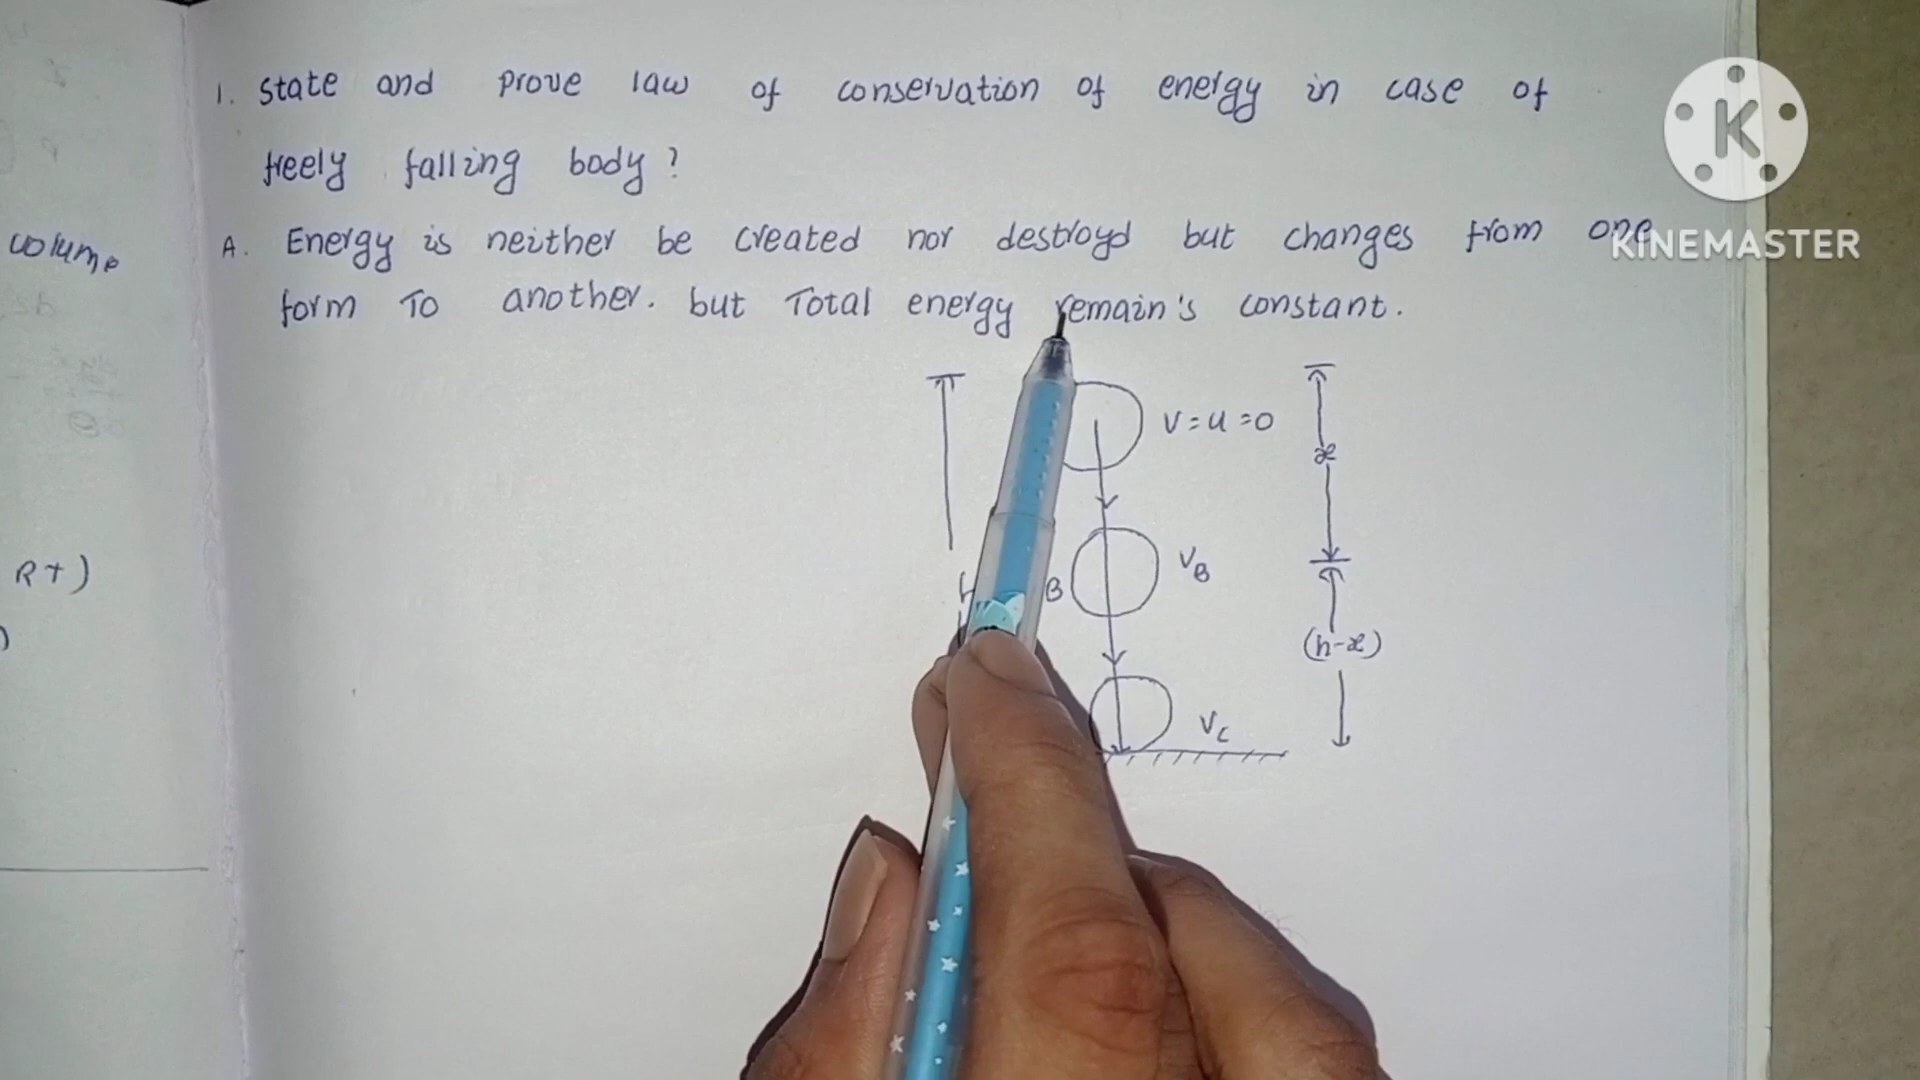 1. State and prove law of conservation of energy in case of
freely falling body?
A. Energy is neither be created nor destroyd but changes from one
form To another. but Total energy remain's constant.
volume
RT)
)
V = u = 0
x
B
VB
(h-x)
VC
K
KINEMASTER